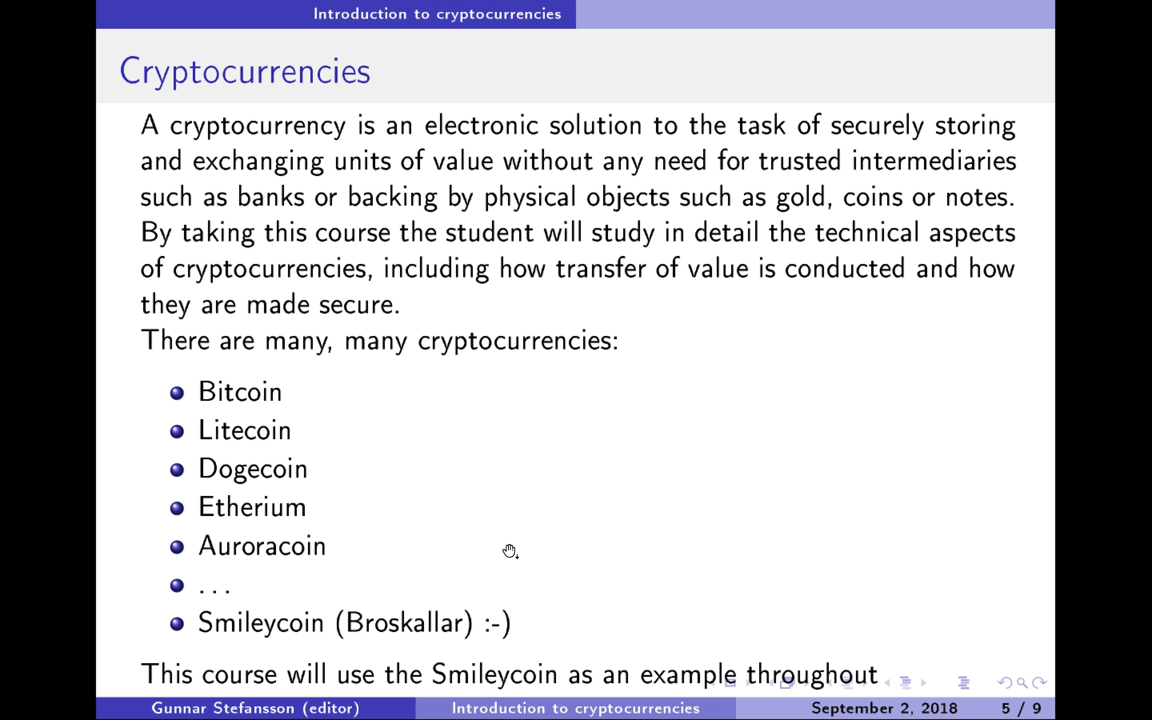 Introduction to cryptocurrencies
Cryptocurrencies
A cryptocurrency is an electronic solution to the task of securely storing
and exchanging units of value without any need for trusted intermediaries
such as banks or backing by physical objects such as gold, coins or notes.
By taking this course the student will study in detail the technical aspects
of cryptocurrencies, including how transfer of value is conducted and how
they are made secure.
There are many, many cryptocurrencies:
Bitcoin
Litecoin
Dogecoin
Etherium
Auroracoin
...
Smileycoin (Broskallar) :-)
This course will use the Smileycoin as an example throughout
Gunnar Stefansson (editor) Introduction to cryptocurrencies September 2, 2018 5 / 9